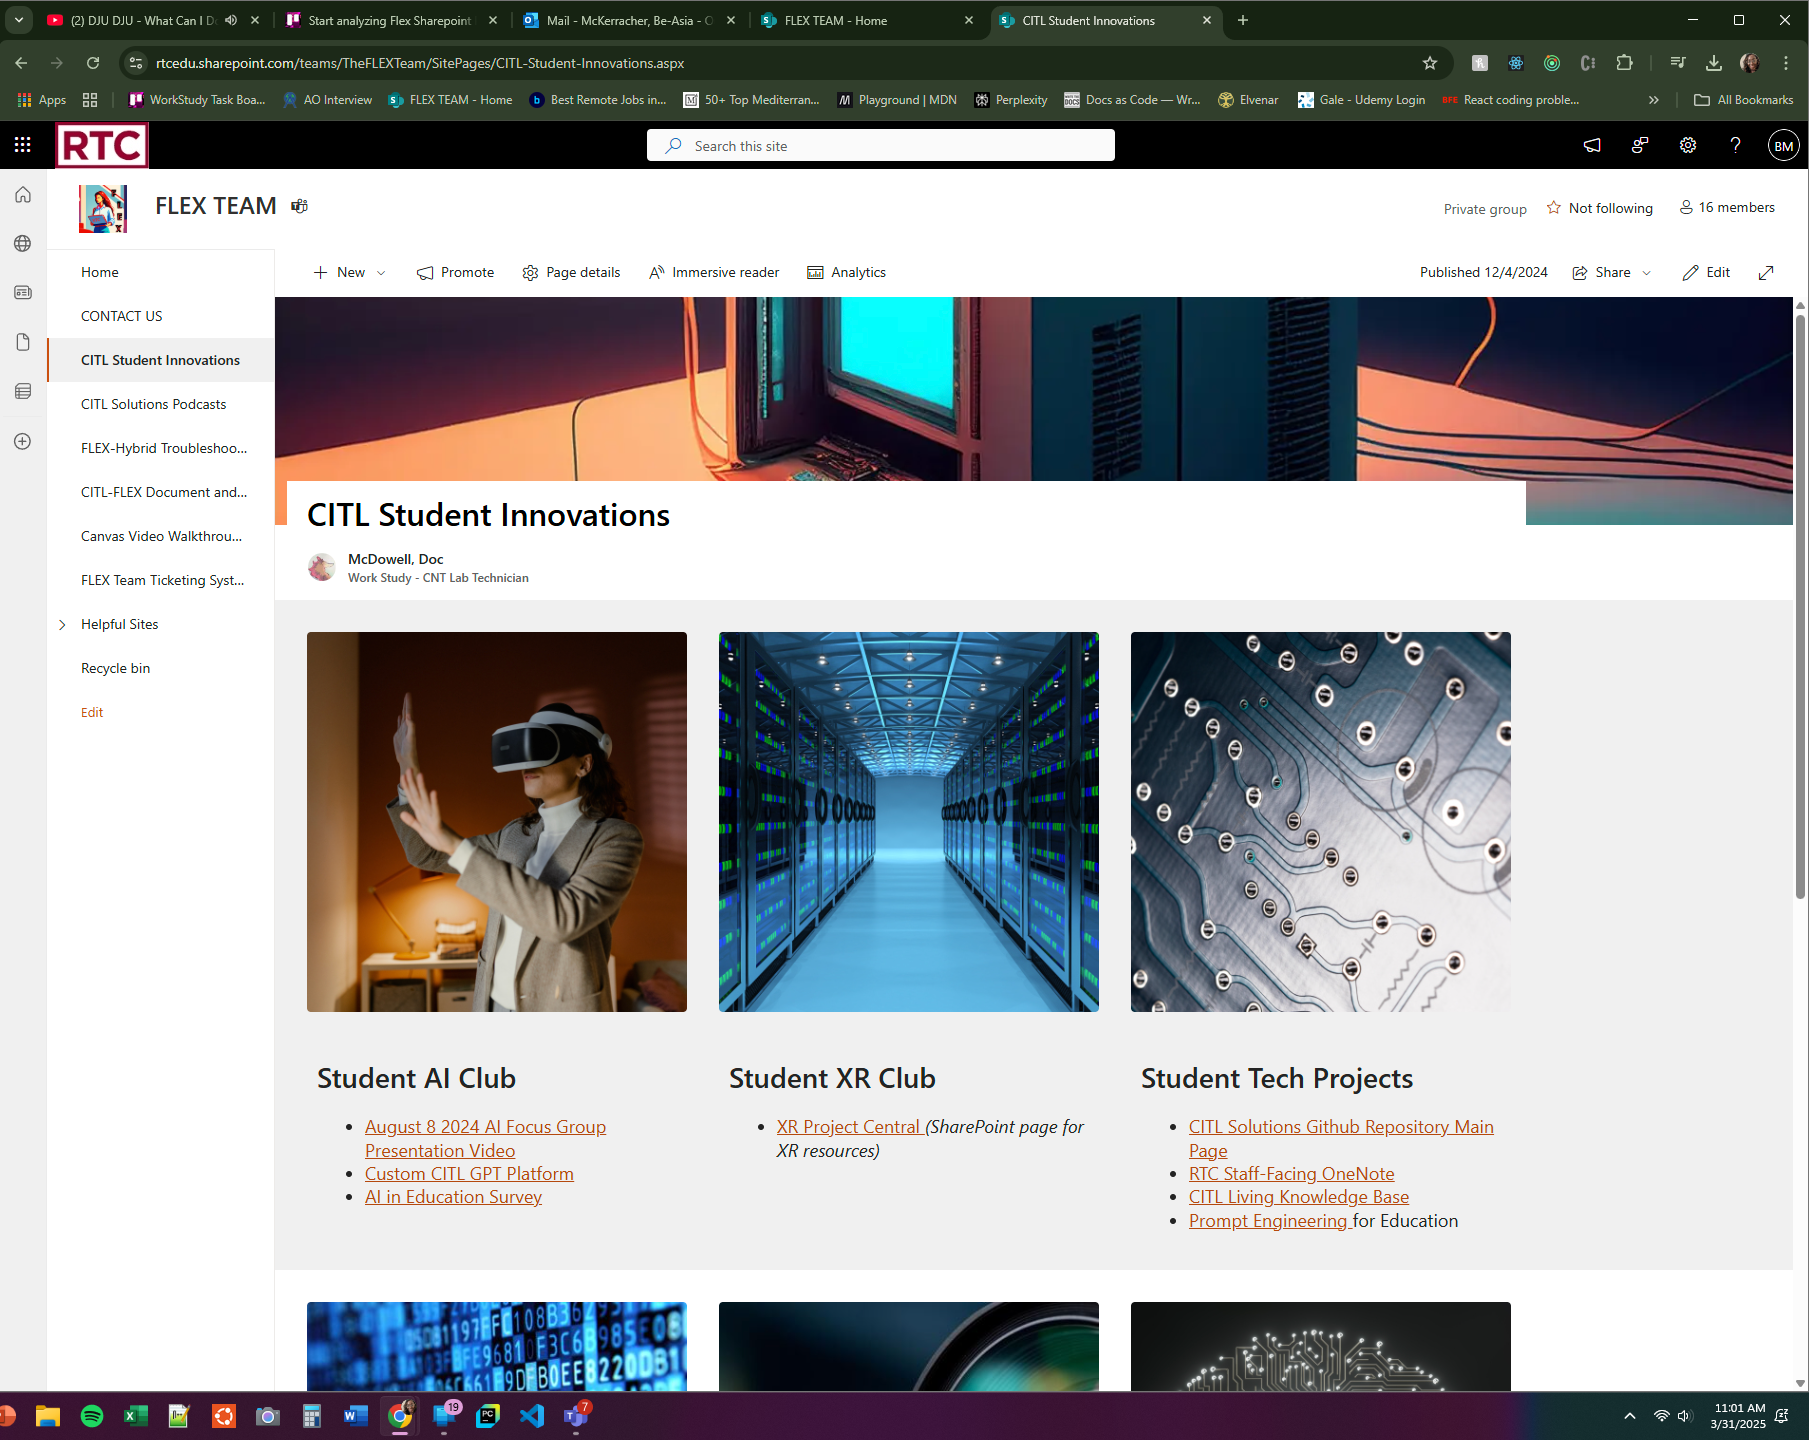 (2) DJU DJU - What Can I D
Start analyzing Flex Sharepoint
Mail - McKerracher, Be-Asia - O
FLEX TEAM - Home
CITL Student Innovations
rtcedu.sharepoint.com/teams/TheFLEXTeam/SitePages/CITL-Student-Innovations.aspx
Apps
WorkStudy Task Boa...
AO Interview
FLEX TEAM - Home
Best Remote Jobs in...
50+ Top Mediterran...
Playground | MDN
Perplexity
Docs as Code — Wr...
Elvenar
Gale - Udemy Login
BFE
React coding proble...
All Bookmarks
RTC
Search this site
BM
FLEX TEAM
Private group
Not following
16 members
Home
CONTACT US
CITL Student Innovations
CITL Solutions Podcasts
FLEX-Hybrid Troubleshoo...
CITL-FLEX Document and...
Canvas Video Walkthrou...
FLEX Team Ticketing Syst...
Helpful Sites
Recycle bin
Edit
New
Promote
Page details
Immersive reader
Analytics
Published 12/4/2024
Share
Edit
CITL Student Innovations
McDowell, Doc
Work Study - CNT Lab Technician
Student AI Club
August 8 2024 AI Focus Group
Presentation Video
Custom CITL GPT Platform
AI in Education Survey
Student XR Club
XR Project Central (SharePoint page for
XR resources)
Student Tech Projects
CITL Solutions Github Repository Main
Page
RTC Staff-Facing OneNote
CITL Living Knowledge Base
Prompt Engineering for Education
19
7
11:01 AM
3/31/2025